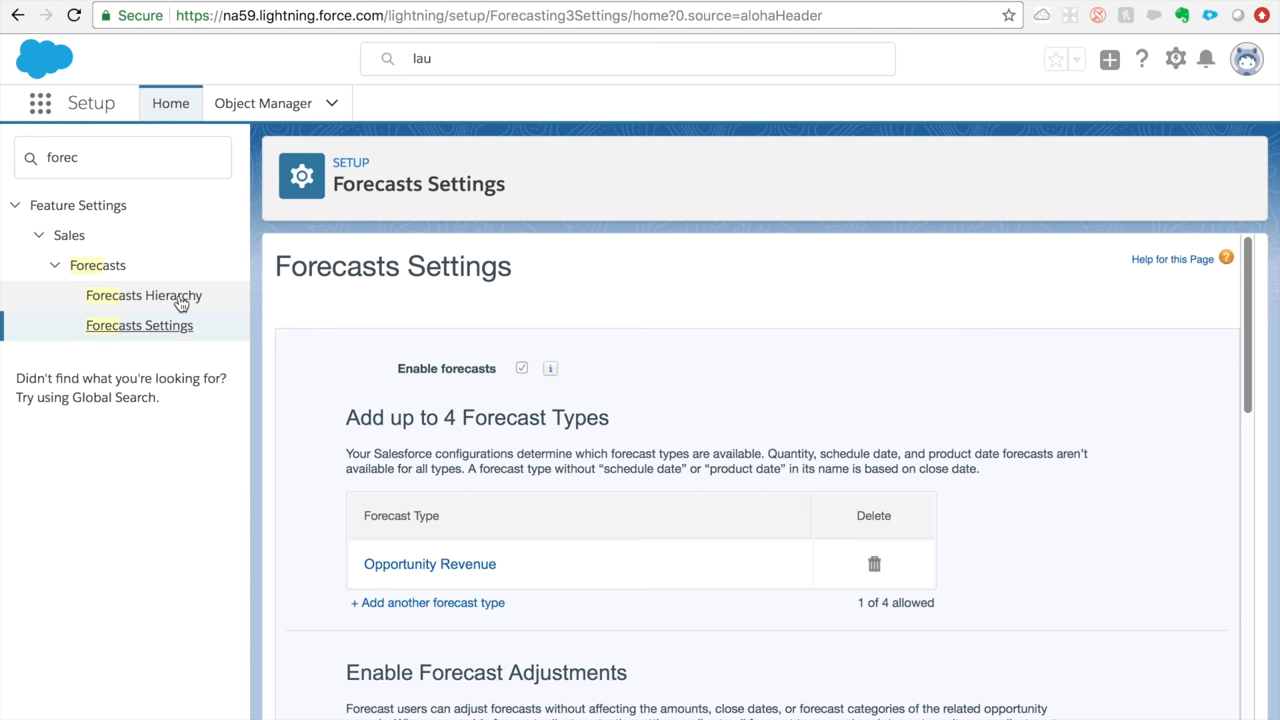 Secure
https://na59.lightning.force.com/lightning/setup/Forecasting3Settings/home?0.source=alohaHeader
lau
Setup
Home
Object Manager
forec
Feature Settings
Sales
Forecasts
Forecasts Hierarchy
Forecasts Settings
Didn't find what you're looking for?
Try using Global Search.
SETUP
Forecasts Settings
Forecasts Settings
Help for this Page
Enable forecasts
Add up to 4 Forecast Types
Your Salesforce configurations determine which forecast types are available. Quantity, schedule date, and product date forecasts aren't
available for all types. A forecast type without “schedule date” or “product date” in its name is based on close date.
Forecast Type
Delete
Opportunity Revenue
+ Add another forecast type
1 of 4 allowed
Enable Forecast Adjustments
Forecast users can adjust forecasts without affecting the amounts, close dates, or forecast categories of the related opportunity